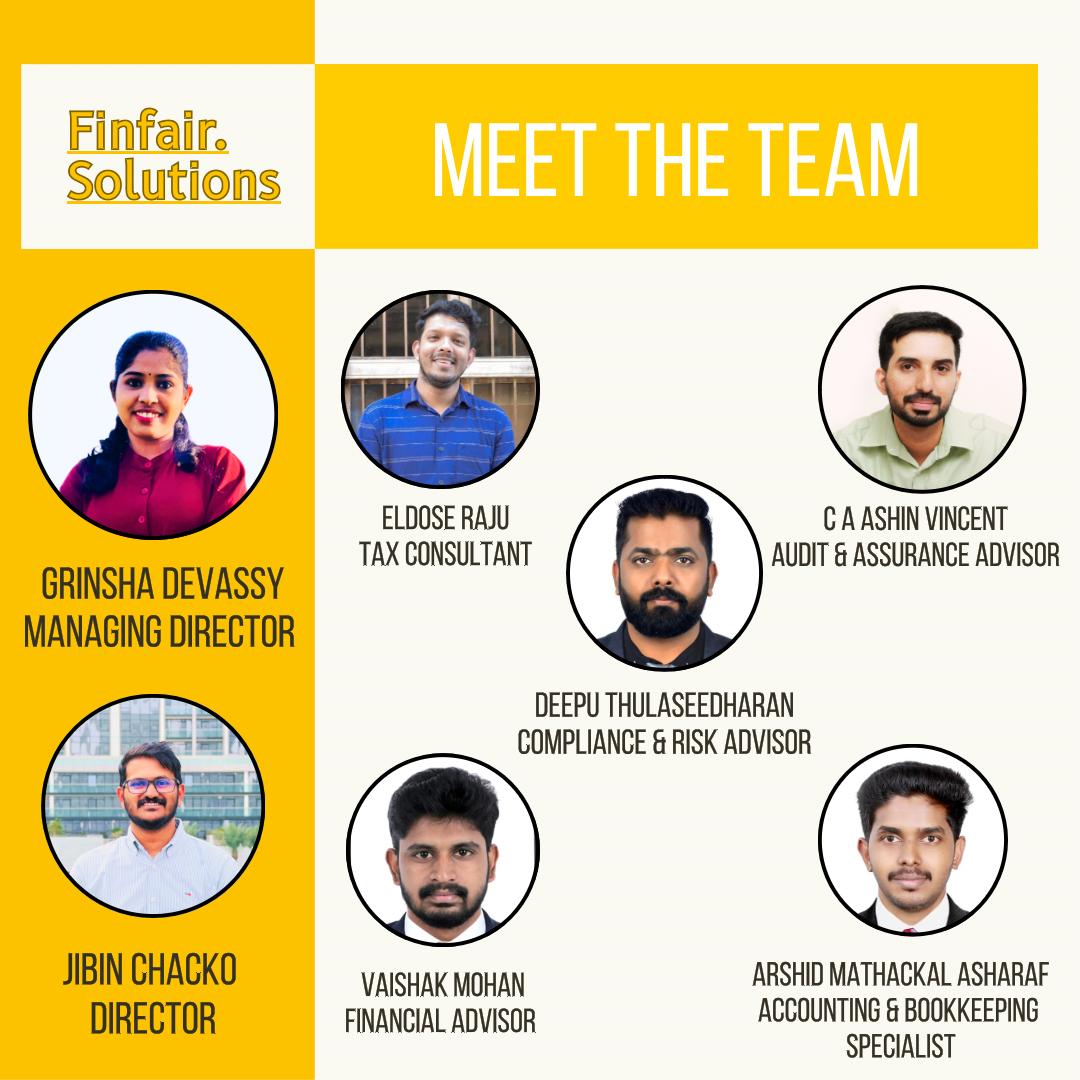 Finfair.
Solutions
MEET THE TEAM
GRINSHA DEVASSY
MANAGING DIRECTOR
JIBIN CHACKO
DIRECTOR
ELDOSE RAJU
TAX CONSULTANT
C A ASHIN VINCENT
AUDIT & ASSURANCE ADVISOR
DEEPU THULASEEDHARAN
COMPLIANCE & RISK ADVISOR
VAISHAK MOHAN
FINANCIAL ADVISOR
ARSHID MATHACKAL ASHARAF
ACCOUNTING & BOOKKEEPING
SPECIALIST